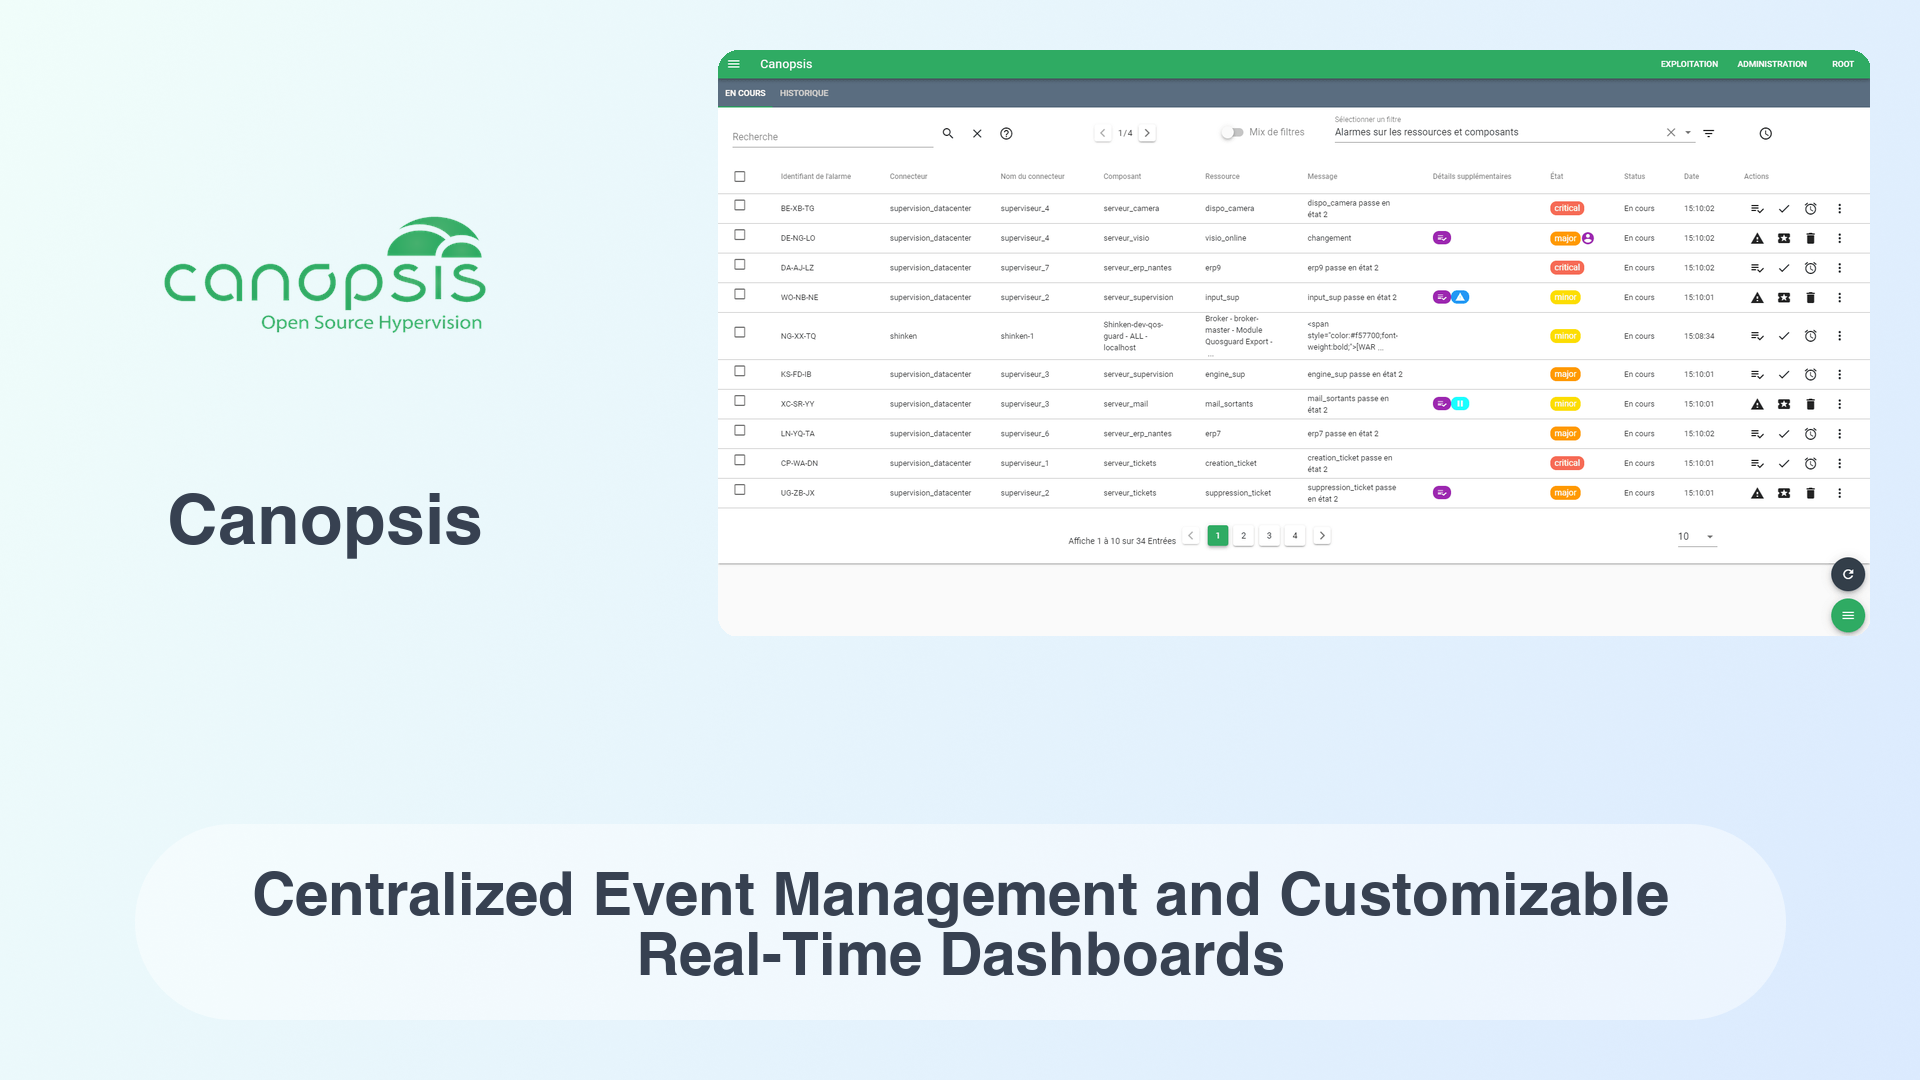 Canopsis
EXPLOITATION ADMINISTRATION ROOT
EN COURS HISTORIQUE
Recherche
1/4
Mix de filtres
Sélectionner un filtre
Alarmes sur les ressources et composants
Identifiant de l'alarme Connecteur Nom du connecteur Composant Ressource Message Détails supplémentaires État Status Date Actions
BE-XB-TG supervision_datacenter superviseur_4 serveur_camera dispo_camera dispo_camera passe en état 2 critical En cours 15:10:02
DE-NG-LO supervision_datacenter superviseur_4 serveur_visio visio_online changement major En cours 15:10:02
DA-AJ-LZ supervision_datacenter superviseur_7 serveur_erp_nantes erp9 erp9 passe en état 2 critical En cours 15:10:02
WO-NB-NE supervision_datacenter superviseur_2 serveur_supervision input_sup input_sup passe en état 2 minor En cours 15:10:01
NG-XX-TQ shinken shinken-1 Shinken-dev-qos-guard - ALL - localhost Broker - broker-master - Module Quosguard Export - ... <span style="color:#f57700;font-weight:bold;">[WAR ... minor En cours 15:08:34
KS-FD-IB supervision_datacenter superviseur_3 serveur_supervision engine_sup engine_sup passe en état 2 major En cours 15:10:01
XC-SR-YY supervision_datacenter superviseur_3 serveur_mail mail_sortants mail_sortants passe en état 2 minor En cours 15:10:01
LN-YQ-TA supervision_datacenter superviseur_6 serveur_erp_nantes erp7 erp7 passe en état 2 major En cours 15:10:02
CP-WA-DN supervision_datacenter superviseur_1 serveur_tickets creation_ticket creation_ticket passe en état 2 critical En cours 15:10:01
UG-ZB-JX supervision_datacenter superviseur_2 serveur_tickets suppression_ticket suppression_ticket passe en état 2 major En cours 15:10:01
Affiche 1 à 10 sur 34 Entrées 1 2 3 4 10
canopsis
Open Source Hypervision
Canopsis
Centralized Event Management and Customizable
Real-Time Dashboards